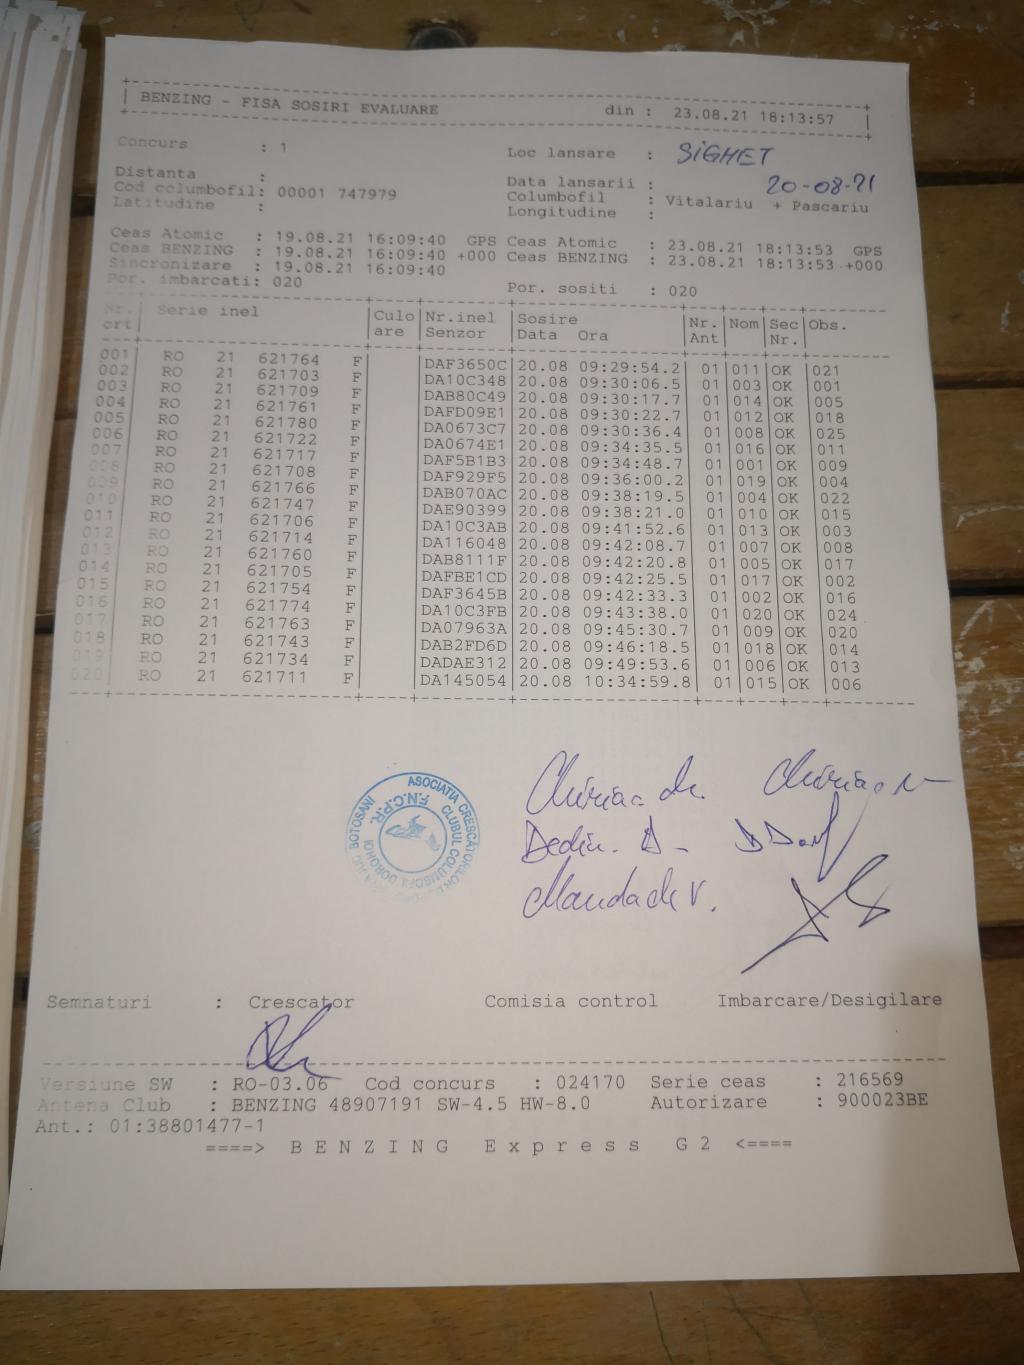 BENZING - FISA SOSIRI EVALUARE din : 23.08.21 18:13:57
Concurs : 1 Loc lansare : SIGHET
Distanta : Data lansarii : 20-08-21
Cod columbofil: 00001 747979 Columbofil : Vitalariu + Pascariu
Latitudine : Longitudine :
Ceas Atomic : 19.08.21 16:09:40 GPS Ceas Atomic : 23.08.21 18:13:53 GPS
Ceas BENZING : 19.08.21 16:09:40 +000 Ceas BENZING : 23.08.21 18:13:53 +000
Sincronizare : 19.08.21 16:09:40
Por. imbarcati: 020 Por. sositi : 020
Nr. Serie inel Culo Nr.inel Sosire Nr. Nom Sec Obs.
crt are Senzor Data Ora Ant Nr.
001 RO 21 621764 F DAF3650C 20.08 09:29:54.2 01 011 OK 021
002 RO 21 621703 F DA10C348 20.08 09:30:06.5 01 003 OK 001
003 RO 21 621709 F DAB80C49 20.08 09:30:17.7 01 014 OK 005
004 RO 21 621761 F DAFD09E1 20.08 09:30:22.7 01 012 OK 018
005 RO 21 621780 F DA0673C7 20.08 09:30:36.4 01 008 OK 025
006 RO 21 621722 F DA0674E1 20.08 09:34:35.5 01 016 OK 011
007 RO 21 621717 F DAF5B1B3 20.08 09:34:48.7 01 001 OK 009
008 RO 21 621708 F DAF929F5 20.08 09:36:00.2 01 019 OK 004
009 RO 21 621766 F DAB070AC 20.08 09:38:19.5 01 004 OK 022
010 RO 21 621747 F DAE90399 20.08 09:38:21.0 01 010 OK 015
011 RO 21 621706 F DA10C3AB 20.08 09:41:52.6 01 013 OK 003
012 RO 21 621714 F DA116048 20.08 09:42:08.7 01 007 OK 008
013 RO 21 621760 F DAB8111F 20.08 09:42:20.8 01 005 OK 017
014 RO 21 621705 F DAFBE1CD 20.08 09:42:25.5 01 017 OK 002
015 RO 21 621754 F DAF3645B 20.08 09:42:33.3 01 002 OK 016
016 RO 21 621774 F DA10C3FB 20.08 09:43:38.0 01 020 OK 024
017 RO 21 621763 F DA07963A 20.08 09:45:30.7 01 009 OK 020
018 RO 21 621743 F DAB2FD6D 20.08 09:46:18.5 01 018 OK 014
019 RO 21 621734 F DADAE312 20.08 09:49:53.6 01 006 OK 013
020 RO 21 621711 F DA145054 20.08 10:34:59.8 01 015 OK 006
ASOCIATIA CRESCĂTORILOR
BOTOSANI
F.N.C.P.R.
CLUBUL COLUMBOFIL DOROHOI
Semnaturi : Crescator Comisia control Imbarcare/Desigilare
Versiune SW : RO-03.06 Cod concurs : 024170 Serie ceas : 216569
Antena Club : BENZING 48907191 SW-4.5 HW-8.0 Autorizare : 900023BE
Ant.: 01:38801477-1
====> B E N Z I N G E x p r e s s G 2 <====